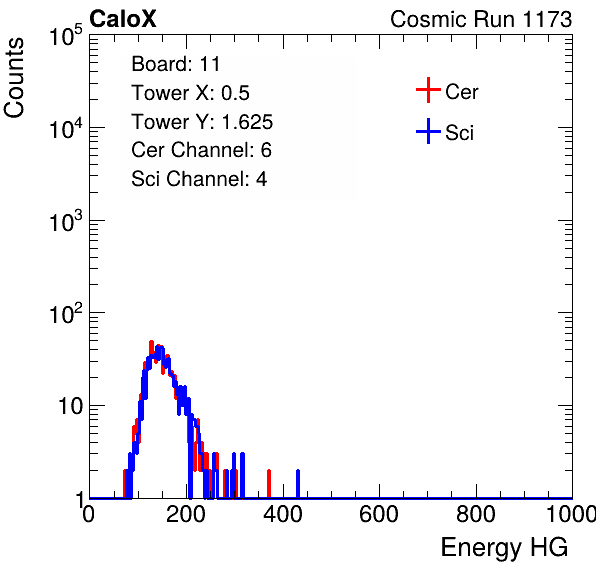 CaloX Cosmic Run 1173
Board: 11
Tower X: 0.5
Tower Y: 1.625
Cer Channel: 6
Sci Channel: 4
Cer
Sci
Counts
10^5
10^4
10^3
10^2
10
1
0 200 400 600 800 1000
Energy HG